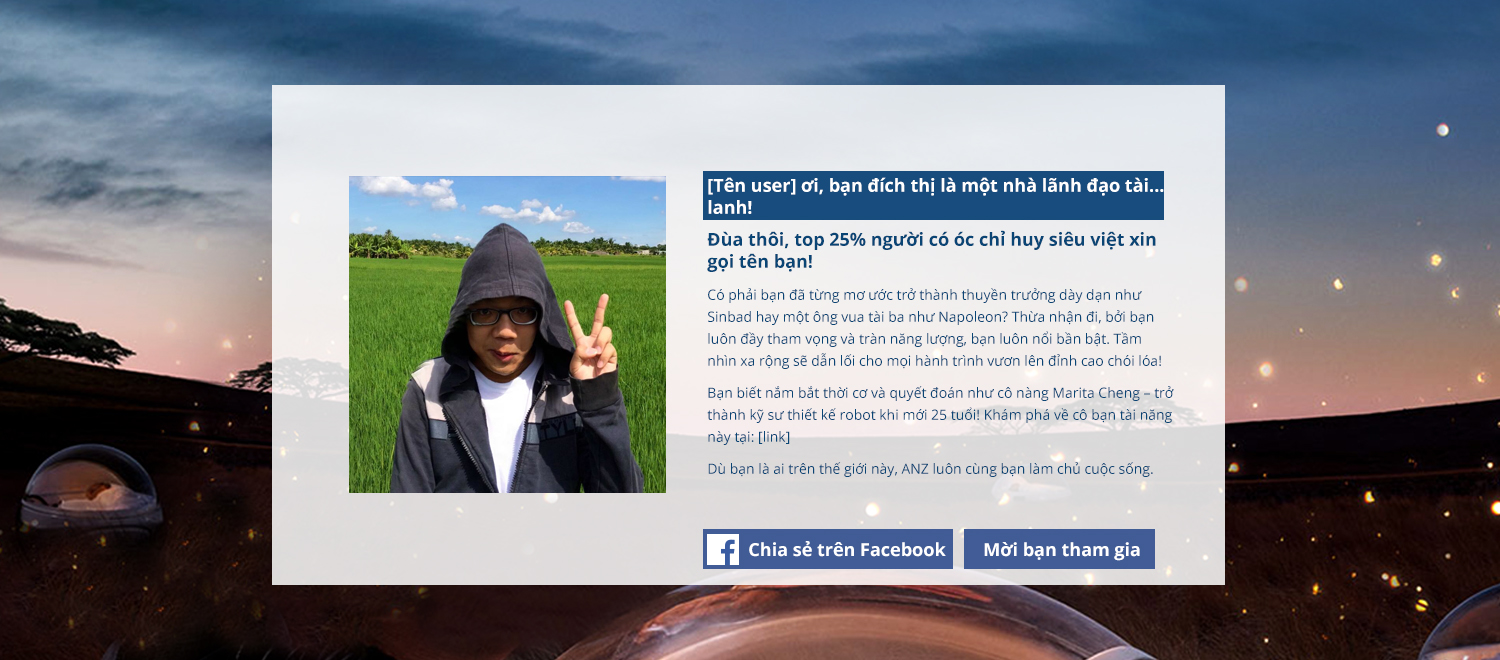 [Tên user] ơi, bạn đích thị là một nhà lãnh đạo tài...
lanh!
Đùa thôi, top 25% người có óc chỉ huy siêu việt xin
gọi tên bạn!
Có phải bạn đã từng mơ ước trở thành thuyền trưởng dày dạn như
Sinbad hay một ông vua tài ba như Napoleon? Thừa nhận đi, bởi bạn
luôn đầy tham vọng và tràn năng lượng, bạn luôn nổi bần bật. Tầm
nhìn xa rộng sẽ dẫn lối cho mọi hành trình vươn lên đỉnh cao chói lóa!
Bạn biết nắm bắt thời cơ và quyết đoán như cô nàng Marita Cheng – trở
thành kỹ sư thiết kế robot khi mới 25 tuổi! Khám phá về cô bạn tài năng
này tại: [link]
Dù bạn là ai trên thế giới này, ANZ luôn cùng bạn làm chủ cuộc sống.
Chia sẻ trên Facebook
Mời bạn tham gia